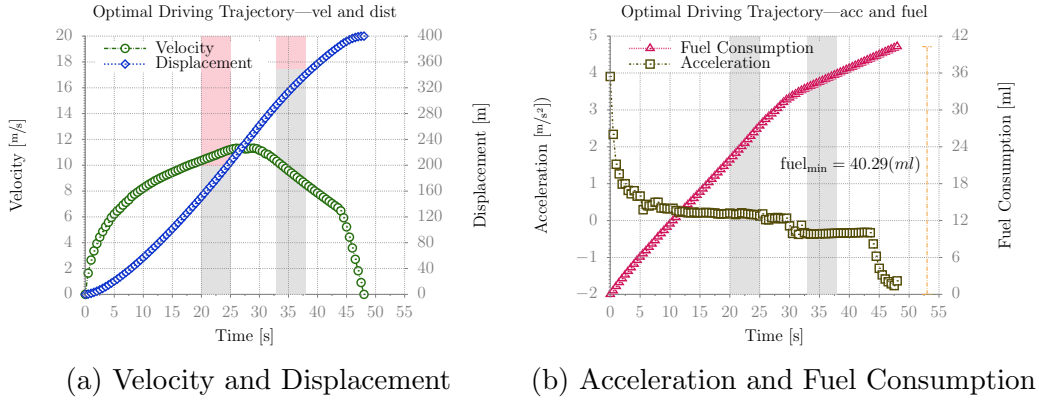 Optimal Driving Trajectory—vel and dist
Velocity
Displacement
Velocity [m/s]
0
2
4
6
8
10
12
14
16
18
20
Displacement [m]
0
40
80
120
160
200
240
280
320
360
400
0 5 10 15 20 25 30 35 40 45 50 55
Time [s]
(a) Velocity and Displacement
Optimal Driving Trajectory—acc and fuel
Fuel Consumption
Acceleration
fuel_min = 40.29(ml)
Acceleration [m/s²])
−2
−1
0
1
2
3
4
5
Fuel Consumption [ml]
0
6
12
18
24
30
36
42
0 5 10 15 20 25 30 35 40 45 50 55
Time [s]
(b) Acceleration and Fuel Consumption